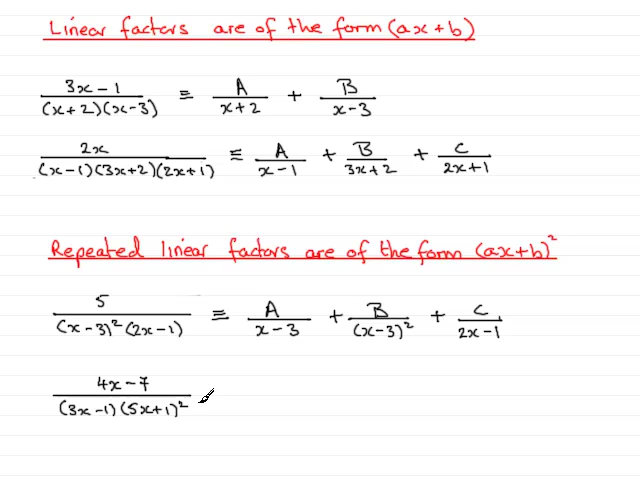 Linear factors are of the form (ax+b)
3x-1 / (x+2)(x-3) ≡ A / x+2 + B / x-3
2x / (x-1)(3x+2)(2x+1) ≡ A / x-1 + B / 3x+2 + C / 2x+1
Repeated linear factors are of the form (ax+b)²
5 / (x-3)²(2x-1) ≡ A / x-3 + B / (x-3)² + C / 2x-1
4x-7 / (3x-1)(5x+1)²